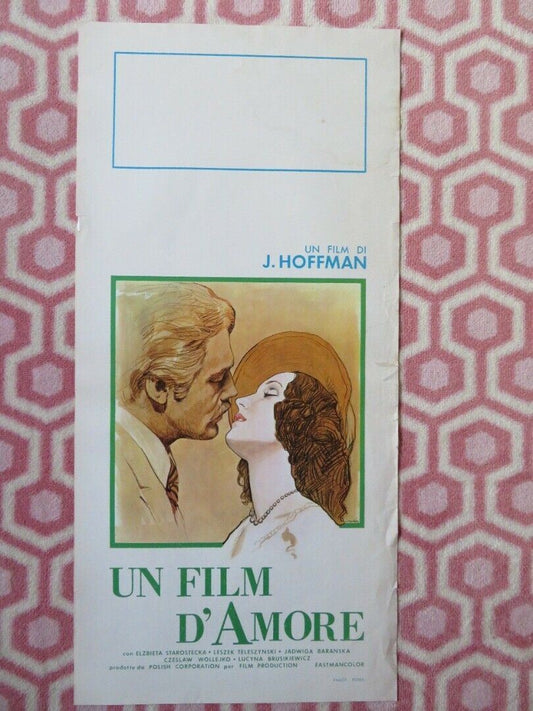 UN FILM DI
J. HOFFMAN
UN FILM
D'AMORE
con ELZBIETA STAROSTECKA • LESZEK TELESZYNSKI • JADWIGA BARANSKA
CZESLAW WOLLEJKO • LUCYNA BRUSIKIEWICZ
prodotto da POLISH CORPORATION per FILM PRODUCTION EASTMANCOLOR